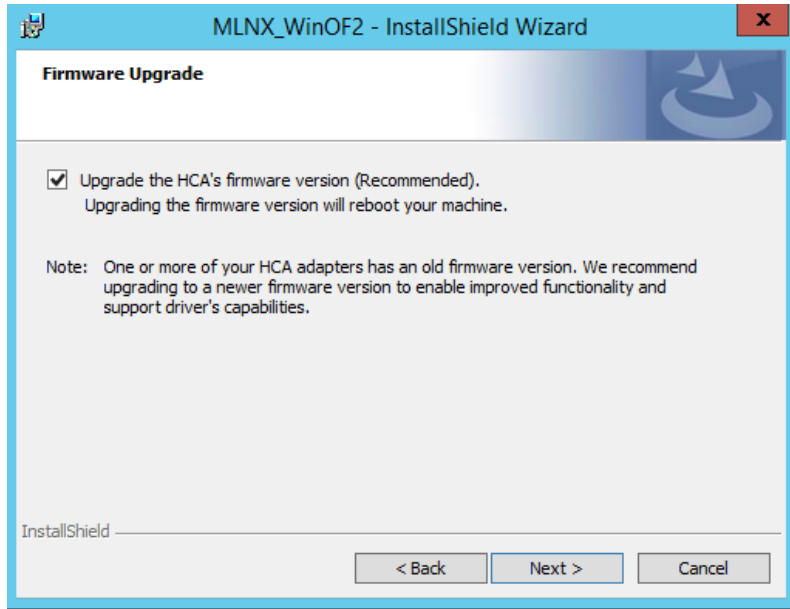 MLNX_WinOF2 - InstallShield Wizard
x
Firmware Upgrade
Upgrade the HCA's firmware version (Recommended).
Upgrading the firmware version will reboot your machine.
Note: One or more of your HCA adapters has an old firmware version. We recommend
upgrading to a newer firmware version to enable improved functionality and
support driver's capabilities.
InstallShield
< Back Next > Cancel